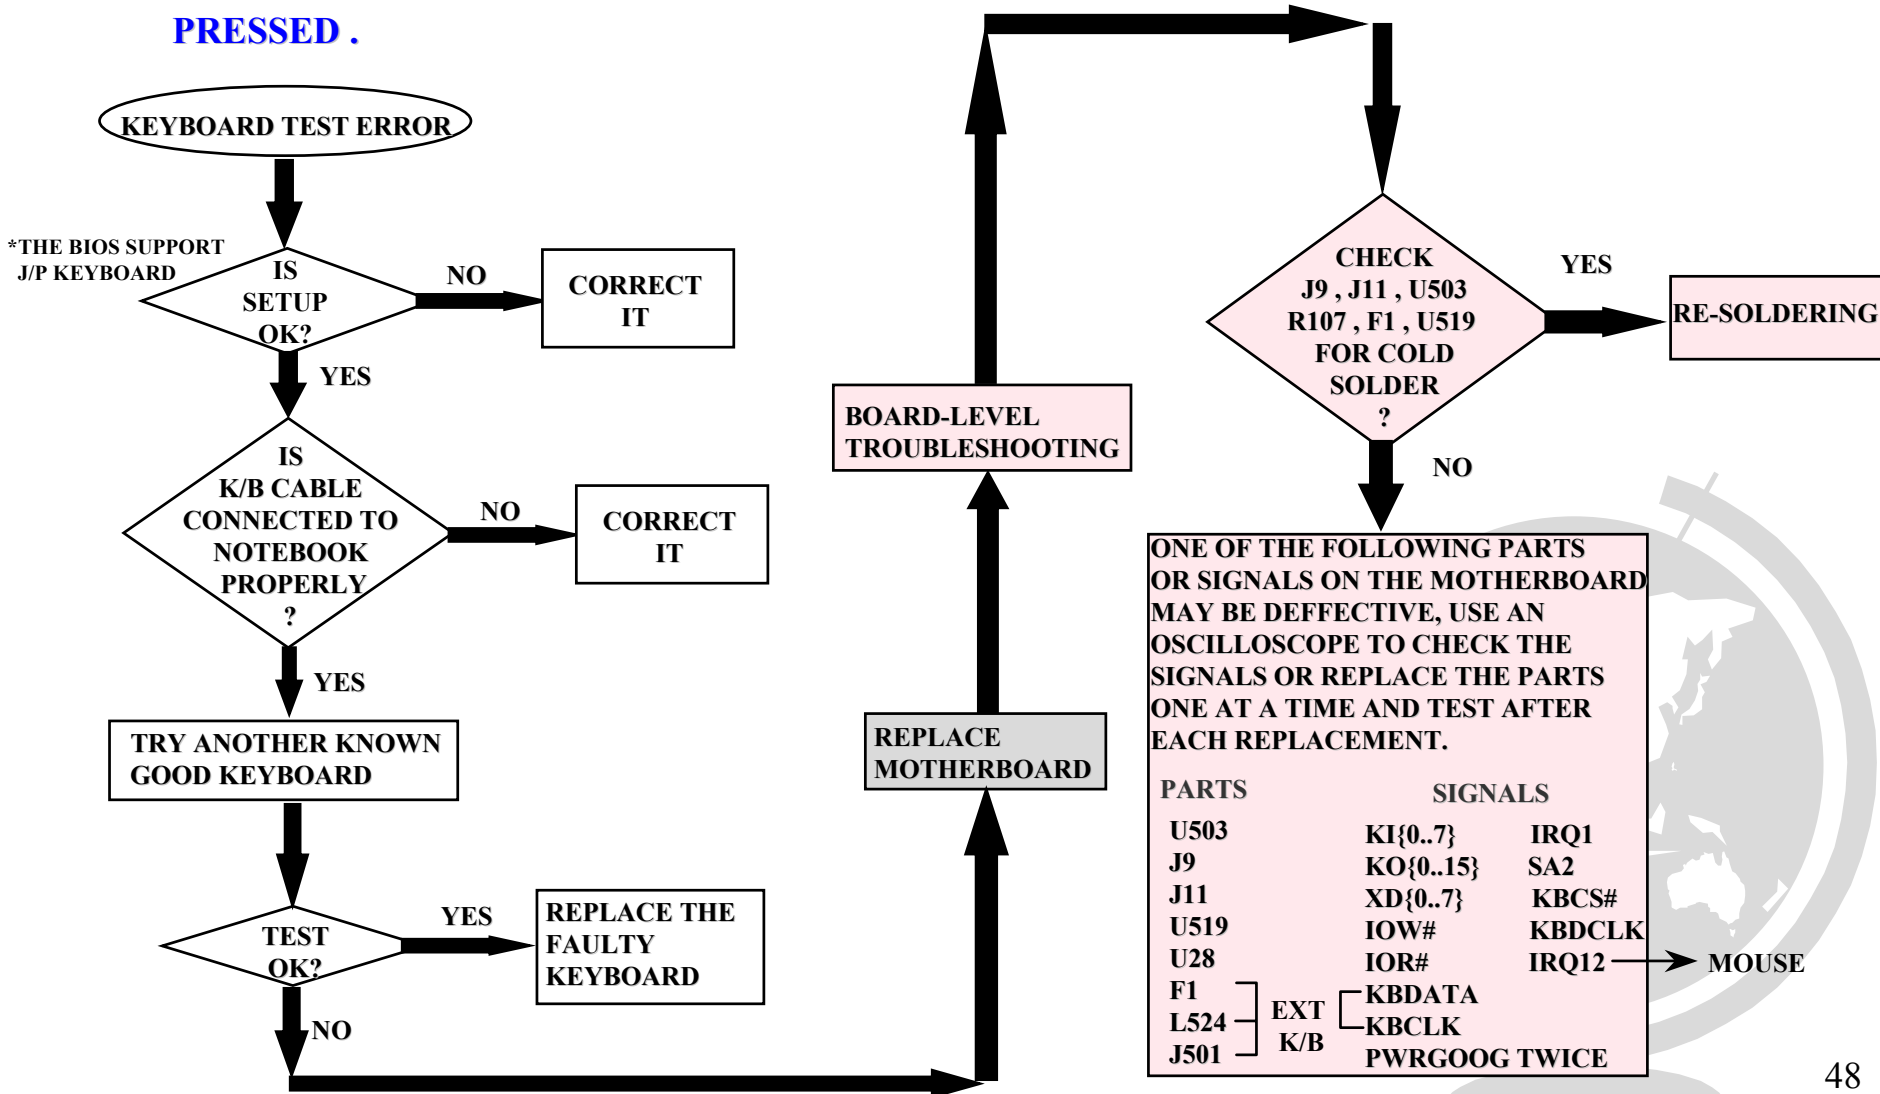 PRESSED .
KEYBOARD TEST ERROR
*THE BIOS SUPPORT
J/P KEYBOARD
IS
SETUP
OK?
NO
CORRECT
IT
YES
IS
K/B CABLE
CONNECTED TO
NOTEBOOK
PROPERLY
?
NO
CORRECT
IT
YES
TRY ANOTHER KNOWN
GOOD KEYBOARD
TEST
OK?
YES
REPLACE THE
FAULTY
KEYBOARD
NO
REPLACE
MOTHERBOARD
BOARD-LEVEL
TROUBLESHOOTING
CHECK
J9 , J11 , U503
R107 , F1 , U519
FOR COLD
SOLDER
?
YES
RE-SOLDERING
NO
ONE OF THE FOLLOWING PARTS
OR SIGNALS ON THE MOTHERBOARD
MAY BE DEFFECTIVE, USE AN
OSCILLOSCOPE TO CHECK THE
SIGNALS OR REPLACE THE PARTS
ONE AT A TIME AND TEST AFTER
EACH REPLACEMENT.
PARTS
U503
J9
J11
U519
U28
F1
L524
J501
EXT
K/B
SIGNALS
KI{0..7}
KO{0..15}
XD{0..7}
IOW#
IOR#
KBDATA
KBCLK
PWRGOOG TWICE
IRQ1
SA2
KBCS#
KBDCLK
IRQ12
MOUSE
48